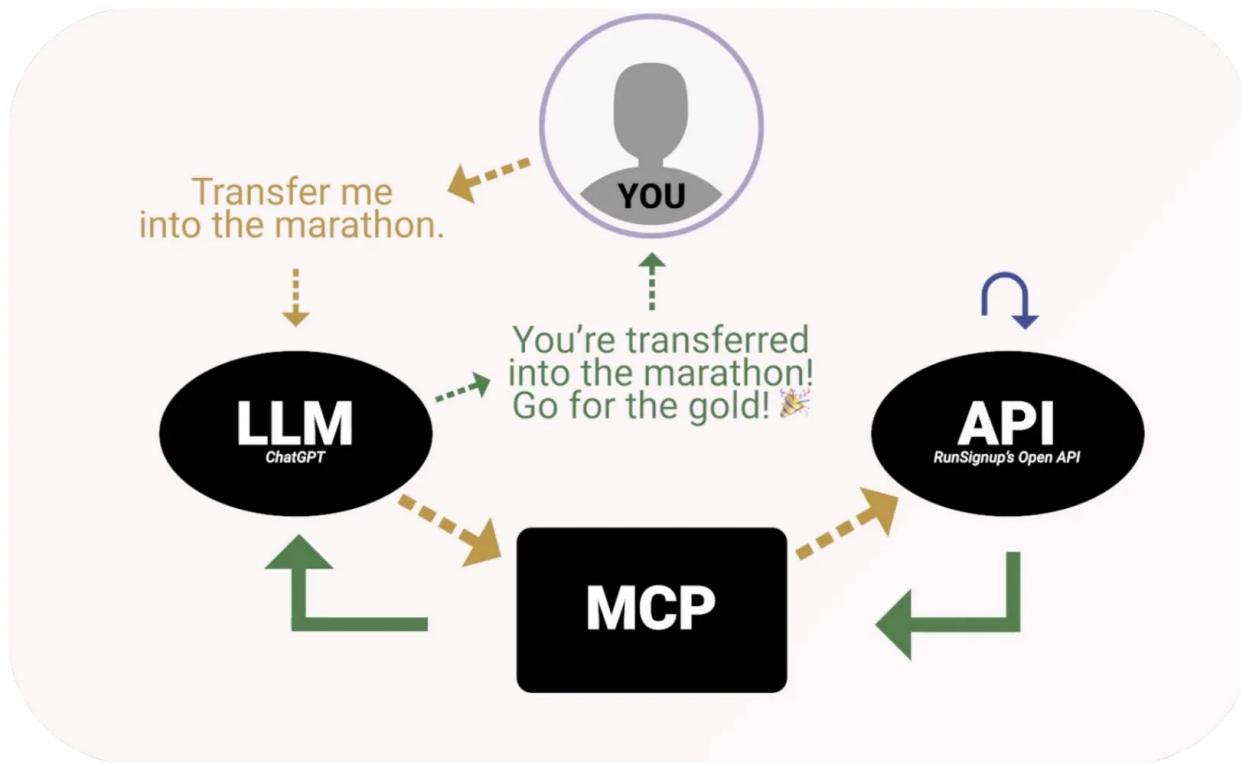 YOU
Transfer me
into the marathon.
You’re transferred
into the marathon!
Go for the gold! 🎉
LLM
ChatGPT
API
RunSignup’s Open API
MCP